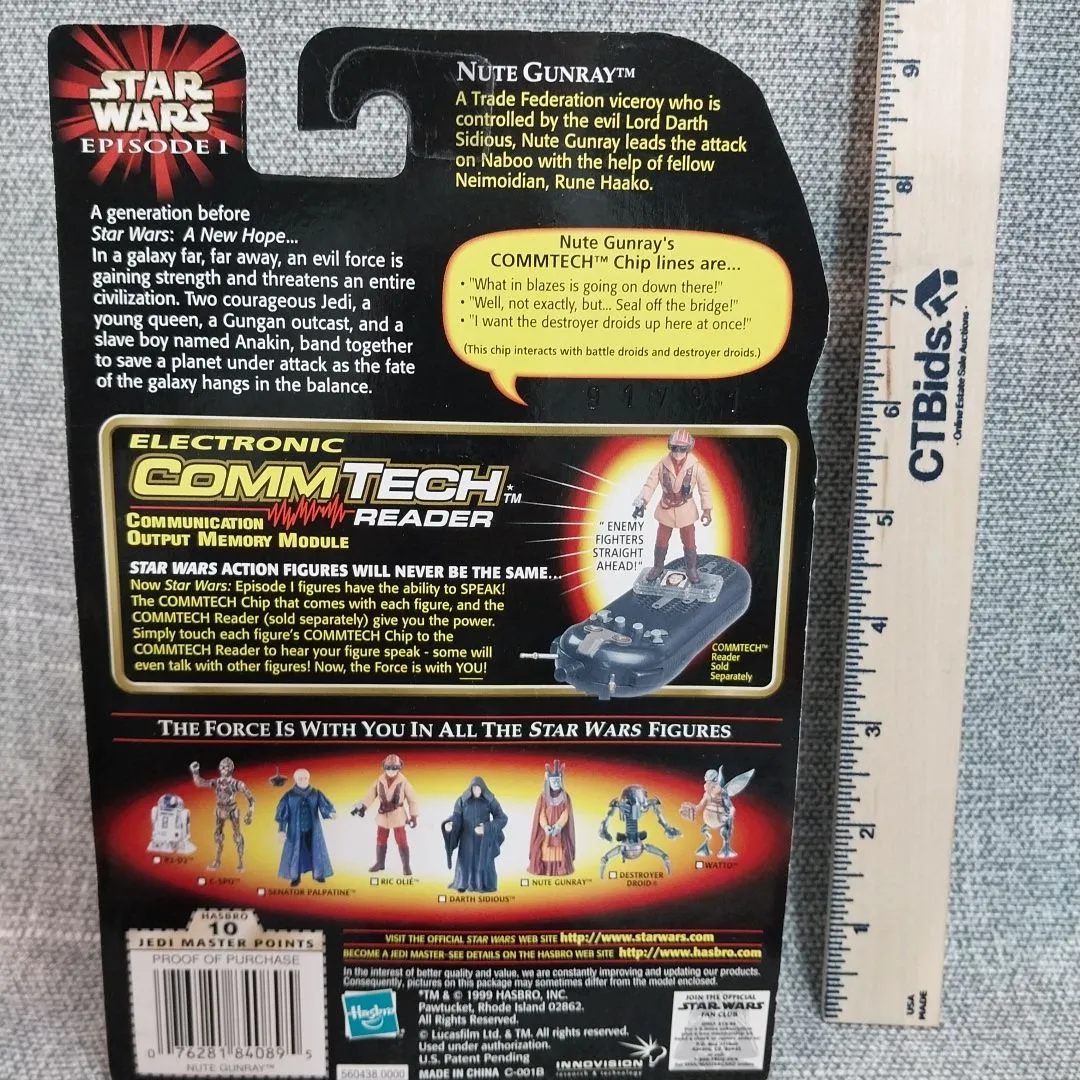 STAR
WARS
EPISODE I
NUTE GUNRAY™
A Trade Federation viceroy who is
controlled by the evil Lord Darth
Sidious, Nute Gunray leads the attack
on Naboo with the help of fellow
Neimoidian, Rune Haako.
A generation before
Star Wars: A New Hope...
In a galaxy far, far away, an evil force is
gaining strength and threatens an entire
civilization. Two courageous Jedi, a
young queen, a Gungan outcast, and a
slave boy named Anakin, band together
to save a planet under attack as the fate
of the galaxy hangs in the balance.
Nute Gunray's
COMMTECH™ Chip lines are...
• "What in blazes is going on down there!"
• "Well, not exactly, but... Seal off the bridge!"
• "I want the destroyer droids up here at once!"
(This chip interacts with battle droids and destroyer droids.)
ELECTRONIC
COMMTECH*™
COMMUNICATION READER
OUTPUT MEMORY MODULE
STAR WARS ACTION FIGURES WILL NEVER BE THE SAME...
Now Star Wars: Episode I figures have the ability to SPEAK!
The COMMTECH Chip that comes with each figure, and the
COMMTECH Reader (sold separately) give you the power.
Simply touch each figure's COMMTECH Chip to the
COMMTECH Reader to hear your figure speak - some will
even talk with other figures! Now, the Force is with YOU!
"ENEMY
FIGHTERS
STRAIGHT
AHEAD!"
COMMTECH™
Reader
Sold
Separately
THE FORCE IS WITH YOU IN ALL THE STAR WARS FIGURES
R2-D2™
C-3PO™
SENATOR PALPATINE™
RIC OLIÉ™
DARTH SIDIOUS™
NUTE GUNRAY™
DESTROYER
DROID®
WATTO™
HASBRO
10
JEDI MASTER POINTS
PROOF OF PURCHASE
0 76281 84089 5
NUTE GUNRAY™
VISIT THE OFFICIAL STAR WARS WEB SITE http://www.starwars.com
BECOME A JEDI MASTER-SEE DETAILS ON THE HASBRO WEB SITE http://www.hasbro.com
In the interest of better quality and value, we are constantly improving and updating our products.
Consequently, pictures on this package may sometimes differ from the model enclosed.
Hasbro
*TM & © 1999 HASBRO, INC.
Pawtucket, Rhode Island 02862.
All Rights Reserved.
© Lucasfilm Ltd. & TM. All rights reserved.
Used under authorization.
U.S. Patent Pending
560438.0000 MADE IN CHINA C-001B
INNOVISION
research & technology
JOIN THE OFFICIAL
STAR WARS
FAN CLUB
9
8
7
6
5
4
3
2
1
CTBids
• Online Estate Sale Auctions •
USA
MADE